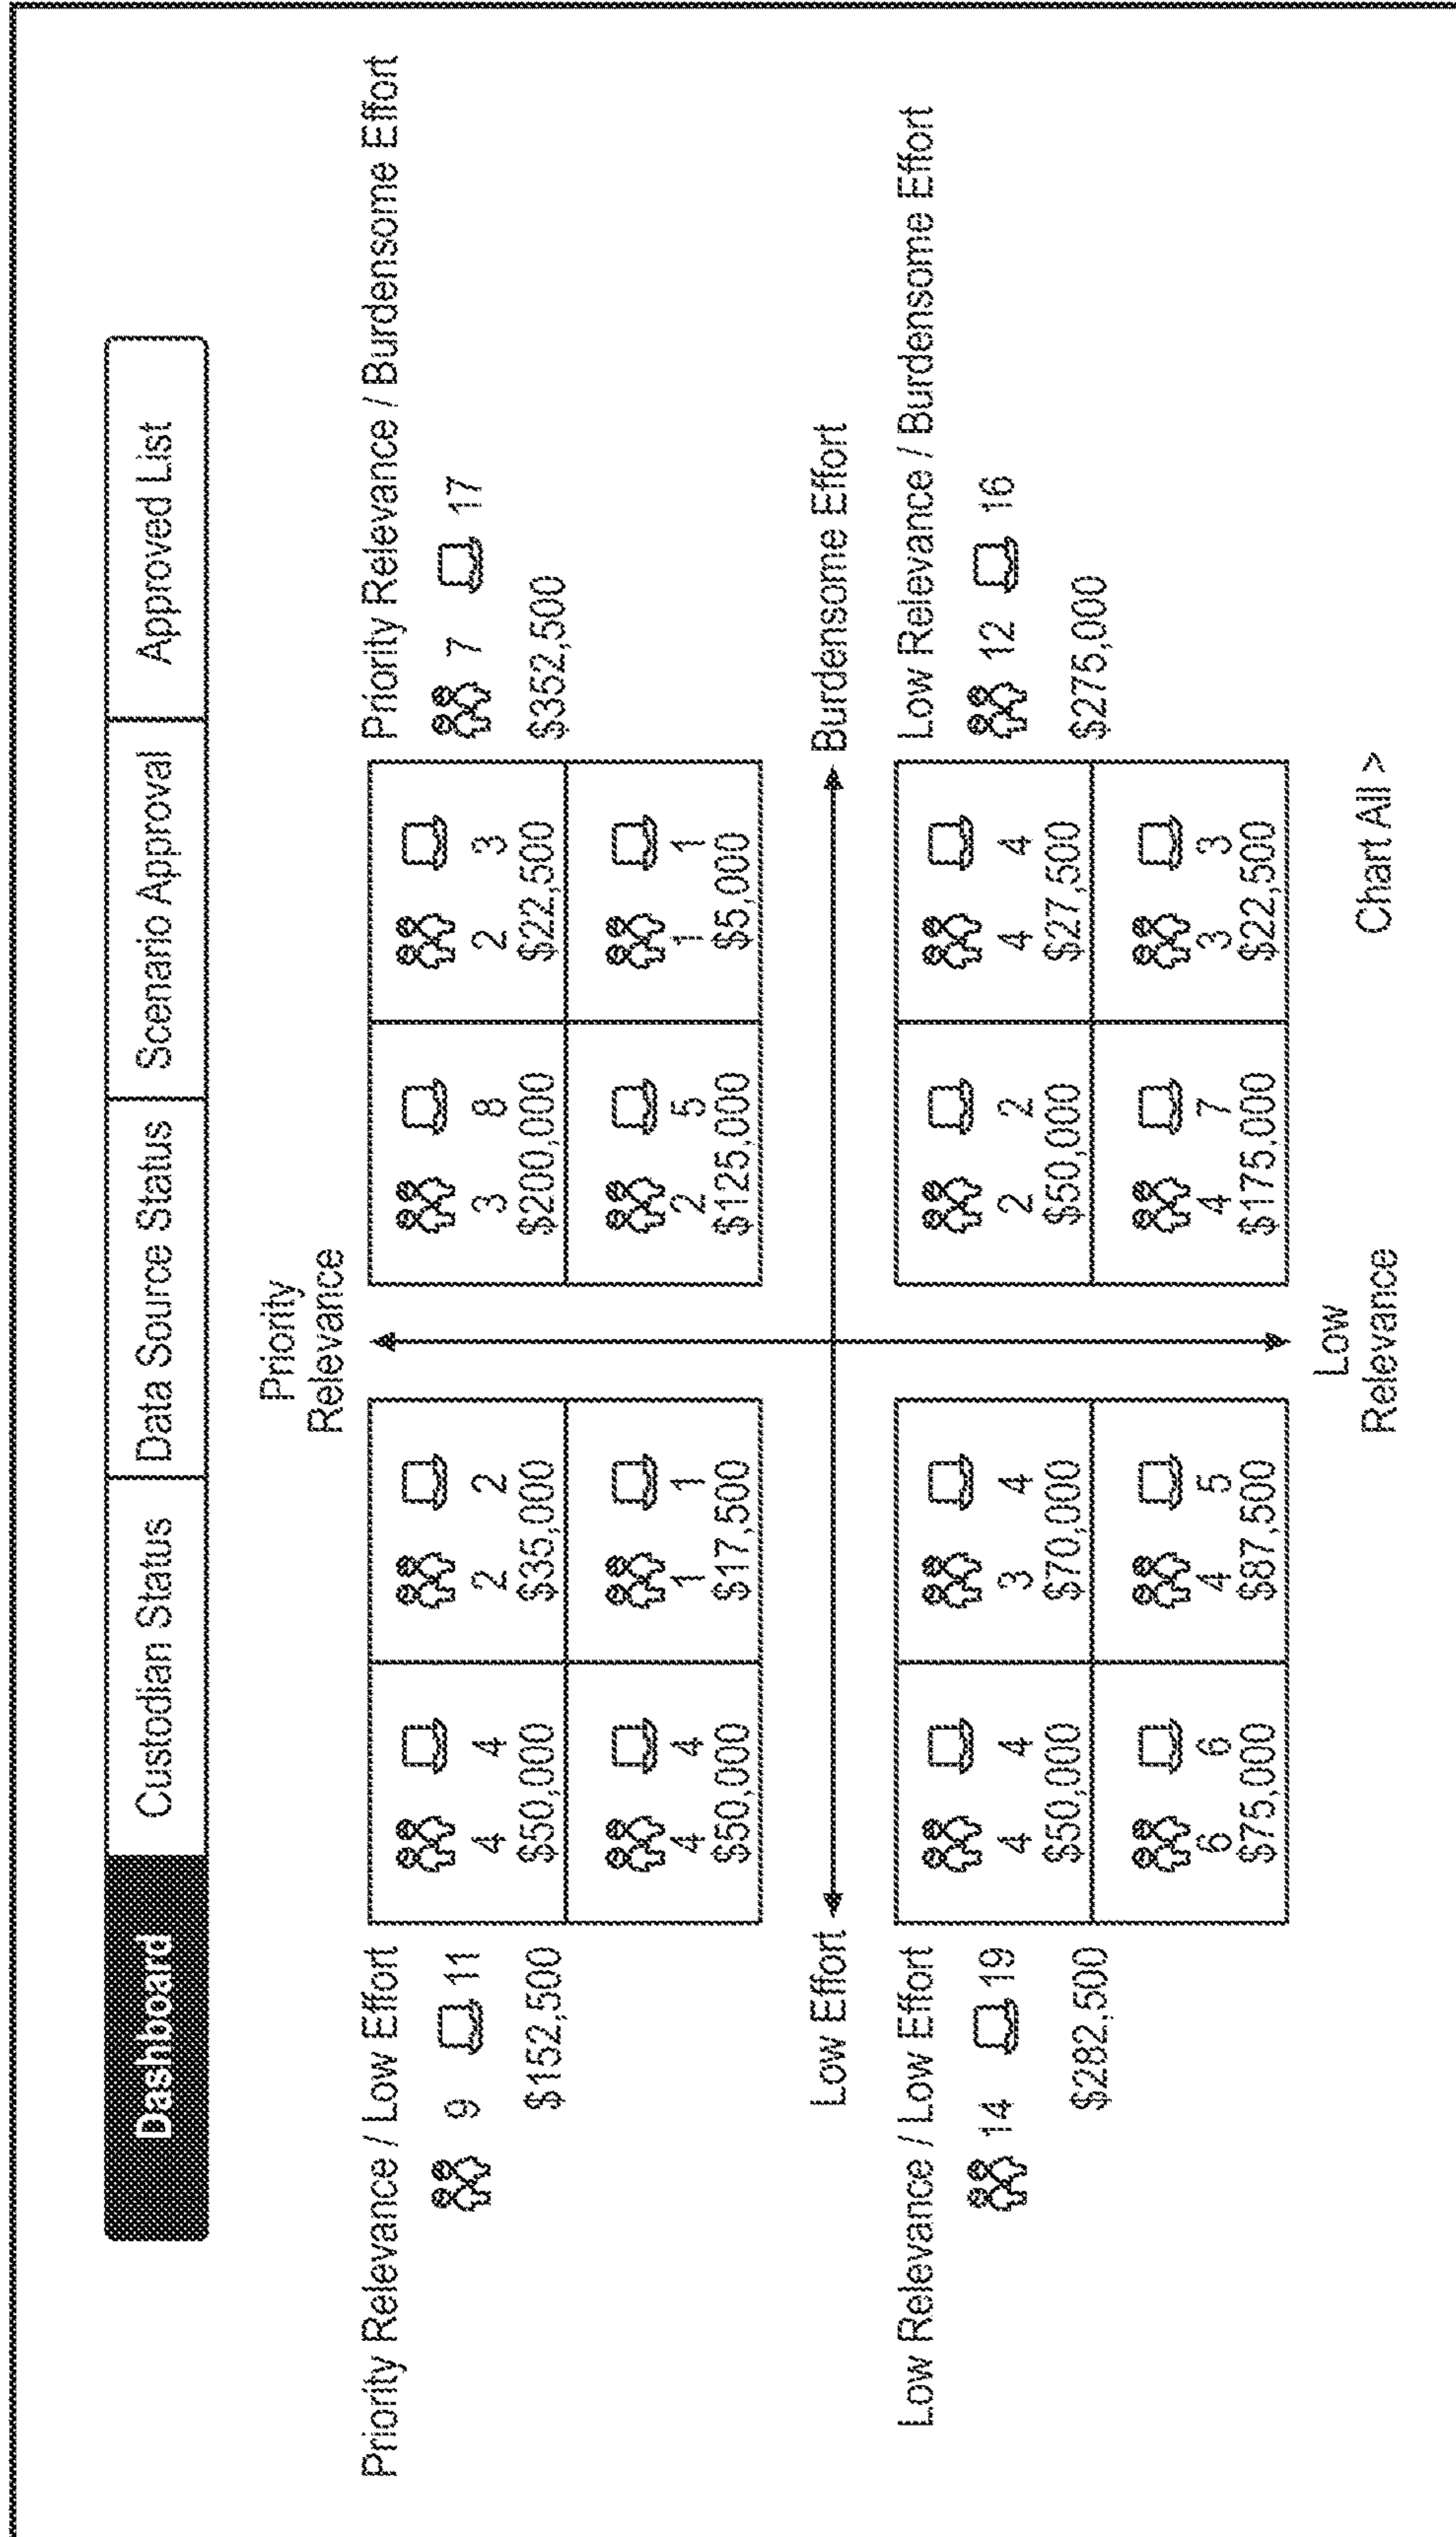 Dashboard
Custodian Status
Data Source Status
Scenario Approval
Approved List
Priority
Relevance
Priority Relevance / Low Effort
9 11
$152,500
4 4
$50,000
2 2
$35,000
4 4
$50,000
1 1
$17,500
3 8
$200,000
2 3
$22,500
2 5
$125,000
1 1
$5,000
Priority Relevance / Burdensome Effort
7 17
$352,500
Low Effort
Burdensome Effort
Low Relevance / Low Effort
14 19
$282,500
4 4
$50,000
3 4
$70,000
6 6
$75,000
4 5
$87,500
2 2
$50,000
4 4
$27,500
4 7
$175,000
3 3
$22,500
Low Relevance / Burdensome Effort
12 16
$275,000
Low
Relevance
Chart All >